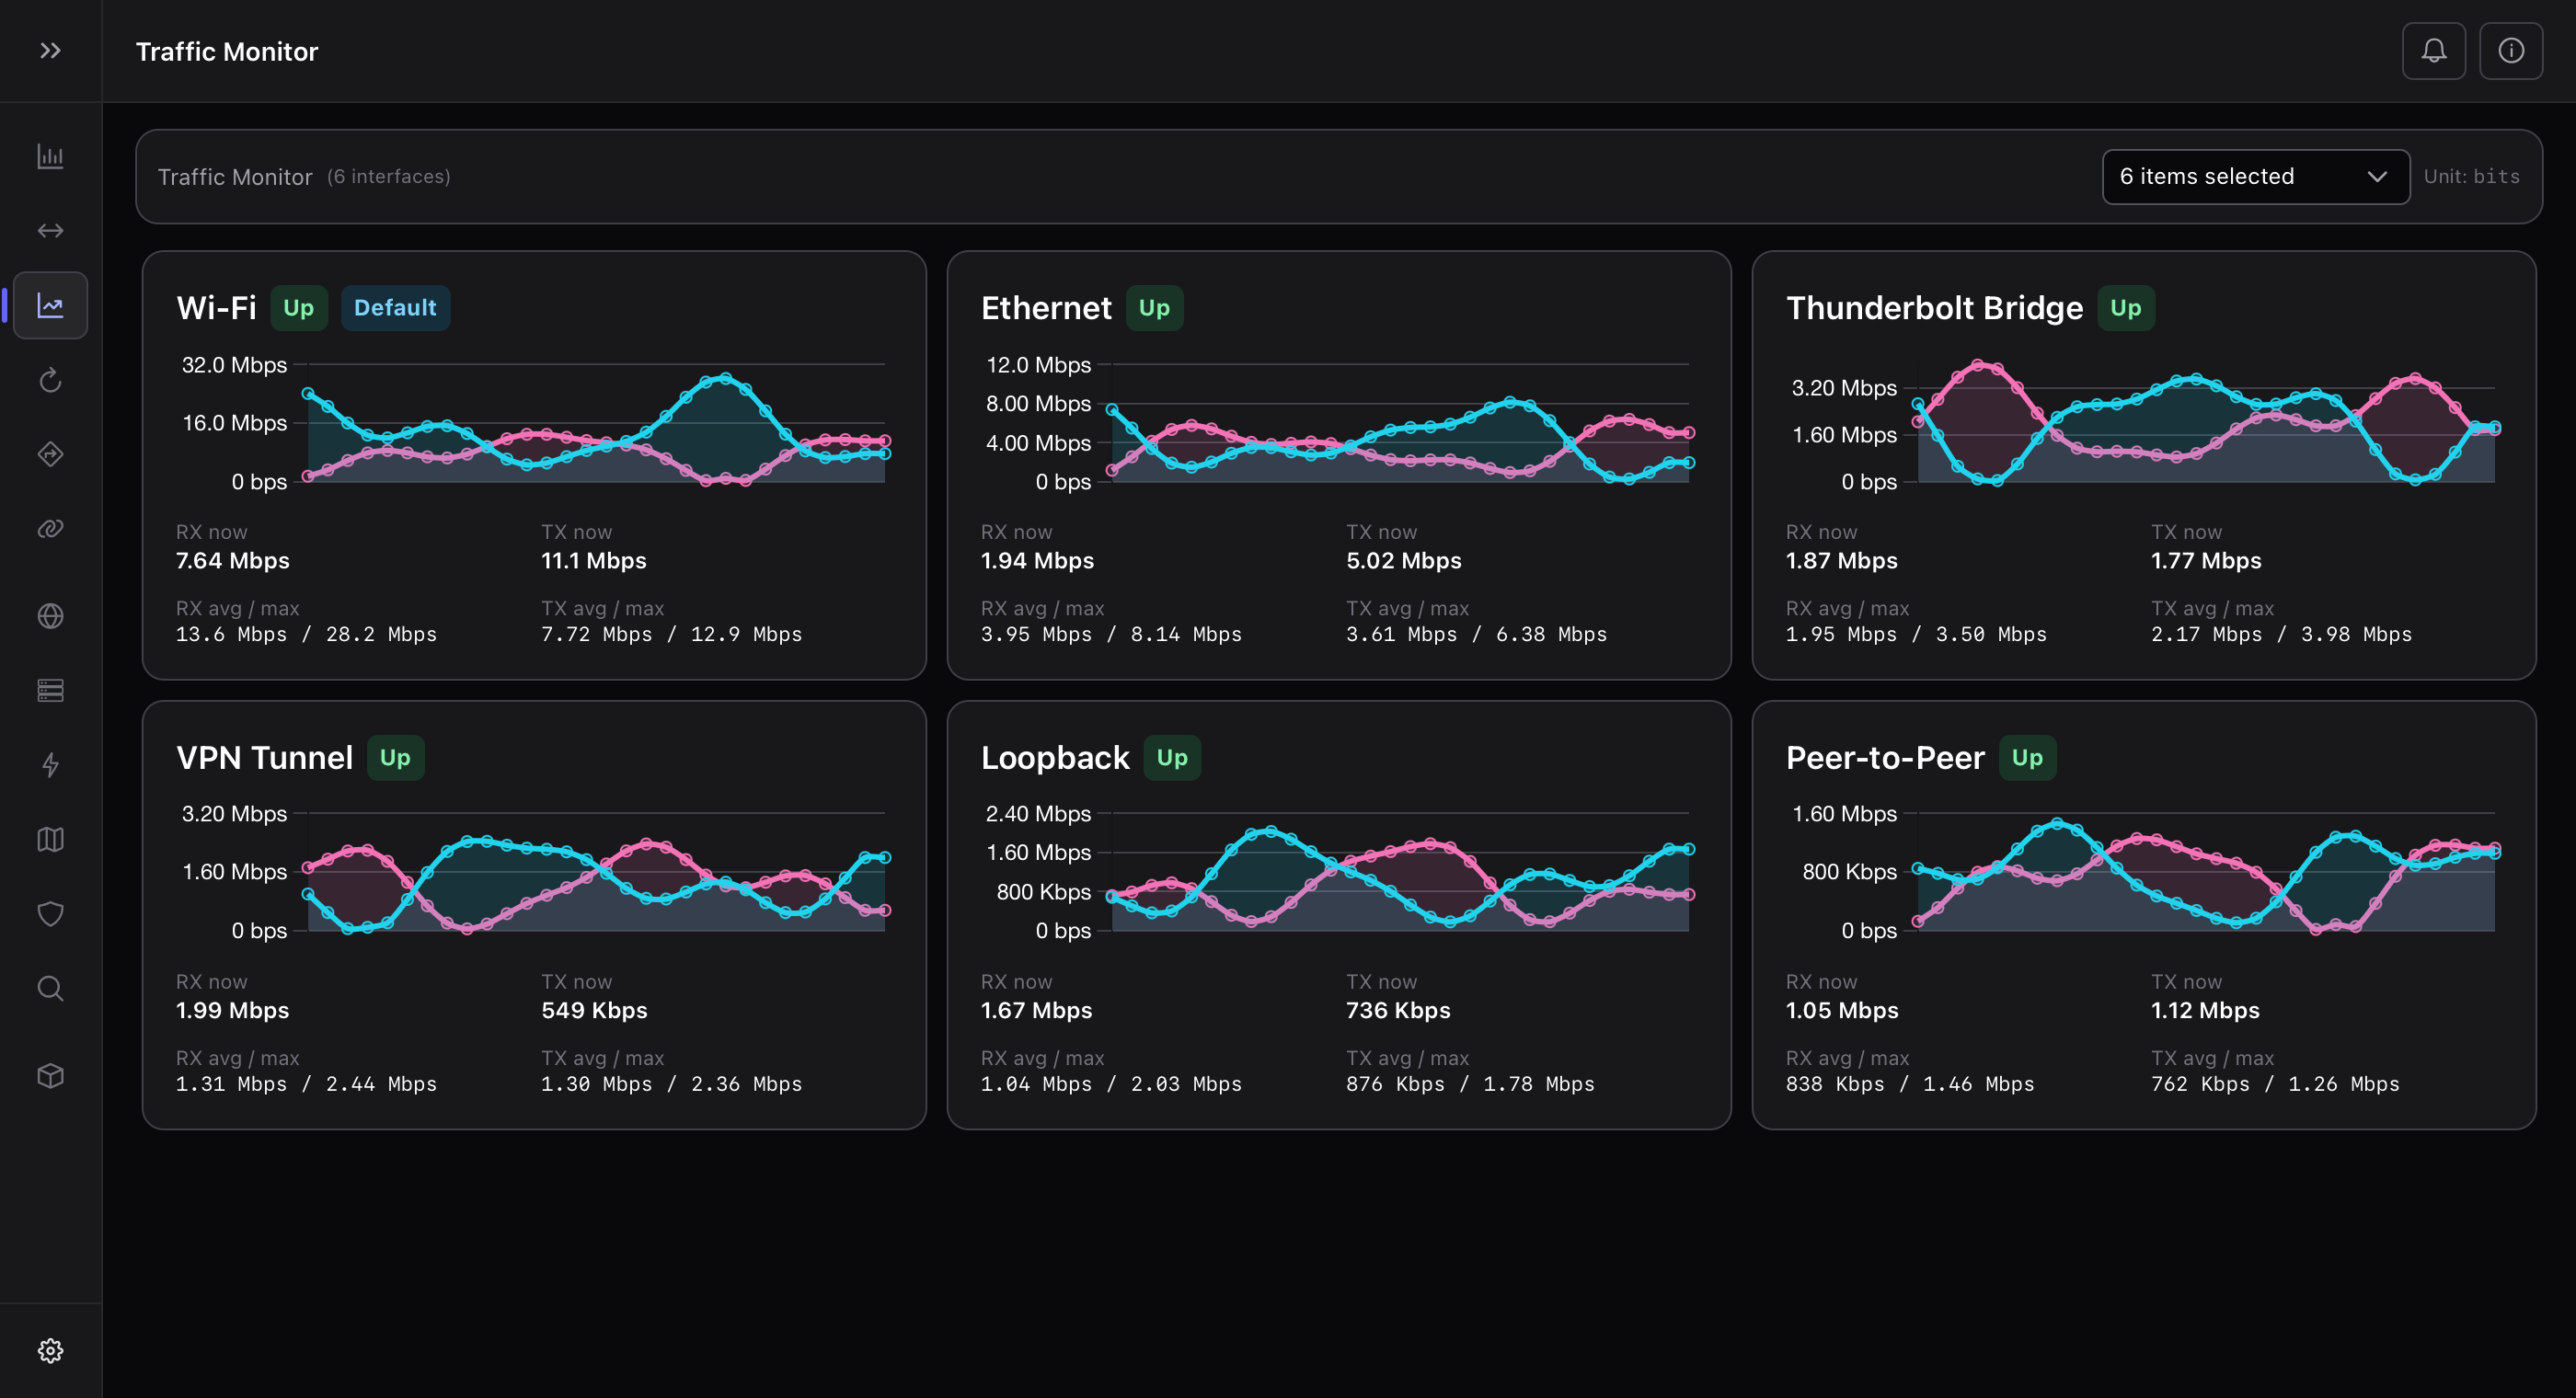 Traffic Monitor
Traffic Monitor (6 interfaces)
6 items selected
Unit: bits
Wi-Fi Up Default
32.0 Mbps
16.0 Mbps
0 bps
RX now TX now
7.64 Mbps 11.1 Mbps
RX avg / max TX avg / max
13.6 Mbps / 28.2 Mbps 7.72 Mbps / 12.9 Mbps
Ethernet Up
12.0 Mbps
8.00 Mbps
4.00 Mbps
0 bps
RX now TX now
1.94 Mbps 5.02 Mbps
RX avg / max TX avg / max
3.95 Mbps / 8.14 Mbps 3.61 Mbps / 6.38 Mbps
Thunderbolt Bridge Up
3.20 Mbps
1.60 Mbps
0 bps
RX now TX now
1.87 Mbps 1.77 Mbps
RX avg / max TX avg / max
1.95 Mbps / 3.50 Mbps 2.17 Mbps / 3.98 Mbps
VPN Tunnel Up
3.20 Mbps
1.60 Mbps
0 bps
RX now TX now
1.99 Mbps 549 Kbps
RX avg / max TX avg / max
1.31 Mbps / 2.44 Mbps 1.30 Mbps / 2.36 Mbps
Loopback Up
2.40 Mbps
1.60 Mbps
800 Kbps
0 bps
RX now TX now
1.67 Mbps 736 Kbps
RX avg / max TX avg / max
1.04 Mbps / 2.03 Mbps 876 Kbps / 1.78 Mbps
Peer-to-Peer Up
1.60 Mbps
800 Kbps
0 bps
RX now TX now
1.05 Mbps 1.12 Mbps
RX avg / max TX avg / max
838 Kbps / 1.46 Mbps 762 Kbps / 1.26 Mbps